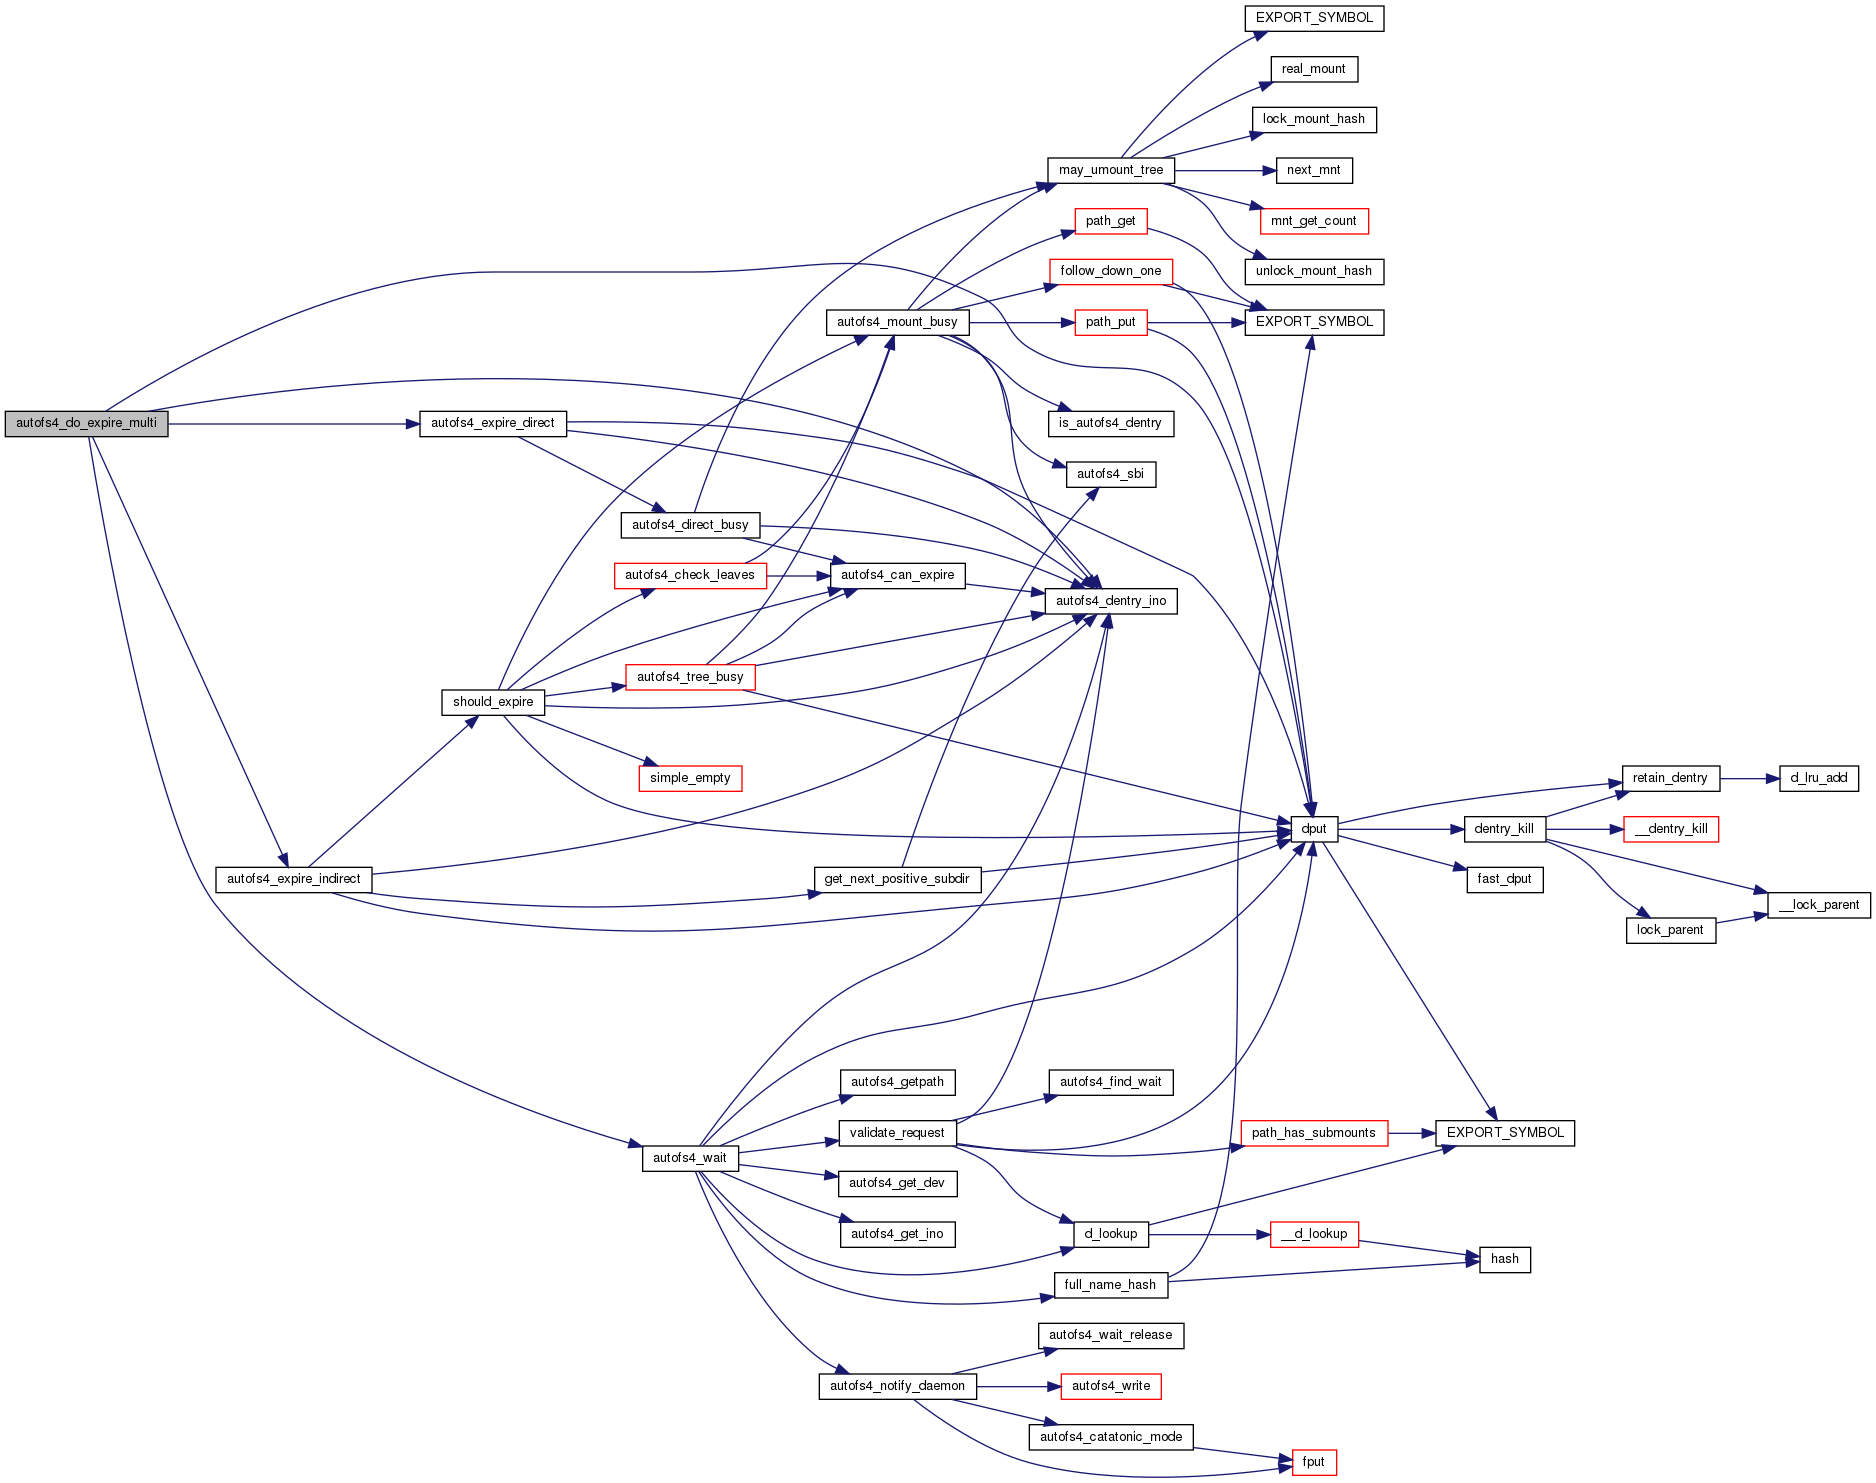 EXPORT_SYMBOL
real_mount
lock_mount_hash
may_umount_tree
next_mnt
path_get
mnt_get_count
follow_down_one
unlock_mount_hash
autofs4_mount_busy
path_put
EXPORT_SYMBOL
autofs4_do_expire_multi
autofs4_expire_direct
is_autofs4_dentry
autofs4_sbi
autofs4_direct_busy
autofs4_check_leaves
autofs4_can_expire
autofs4_dentry_ino
autofs4_tree_busy
should_expire
simple_empty
retain_dentry
d_lru_add
dput
dentry_kill
__dentry_kill
autofs4_expire_indirect
get_next_positive_subdir
fast_dput
__lock_parent
lock_parent
autofs4_getpath
autofs4_find_wait
validate_request
path_has_submounts
EXPORT_SYMBOL
autofs4_wait
autofs4_get_dev
autofs4_get_ino
d_lookup
__d_lookup
hash
full_name_hash
autofs4_wait_release
autofs4_notify_daemon
autofs4_write
autofs4_catatonic_mode
fput